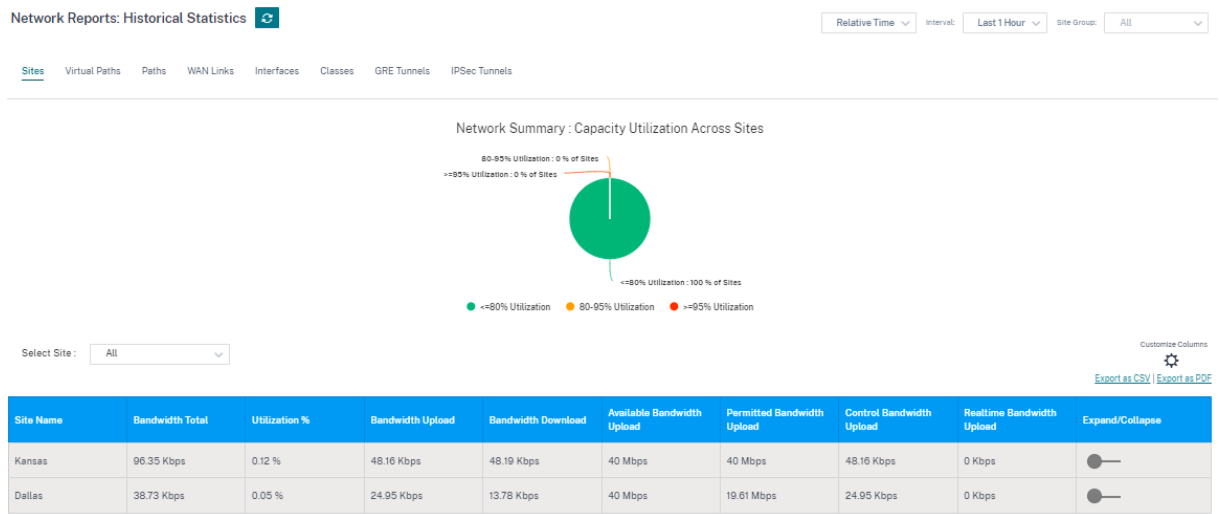 Network Reports: Historical Statistics
Relative Time Interval: Last 1 Hour Site Group: All
Sites Virtual Paths Paths WAN Links Interfaces Classes GRE Tunnels IPSec Tunnels
Network Summary : Capacity Utilization Across Sites
80-95% Utilization : 0 % of Sites
>=95% Utilization : 0 % of Sites
<=80% Utilization : 100 % of Sites
<=80% Utilization 80-95% Utilization >=95% Utilization
Select Site : All
Customize Columns
Export as CSV | Export as PDF
Site Name Bandwidth Total Utilization % Bandwidth Upload Bandwidth Download Available Bandwidth Upload Permitted Bandwidth Upload Control Bandwidth Upload Realtime Bandwidth Upload Expand/Collapse
Kansas 96.35 Kbps 0.12 % 48.16 Kbps 48.19 Kbps 40 Mbps 40 Mbps 48.16 Kbps 0 Kbps
Dallas 38.73 Kbps 0.05 % 24.95 Kbps 13.78 Kbps 40 Mbps 19.61 Mbps 24.95 Kbps 0 Kbps